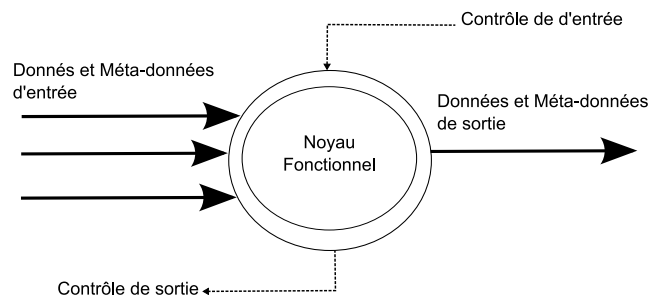 Contrôle de d'entrée
Donnés et Méta-données
d'entrée
Données et Méta-données
de sortie
Noyau
Fonctionnel
Contrôle de sortie